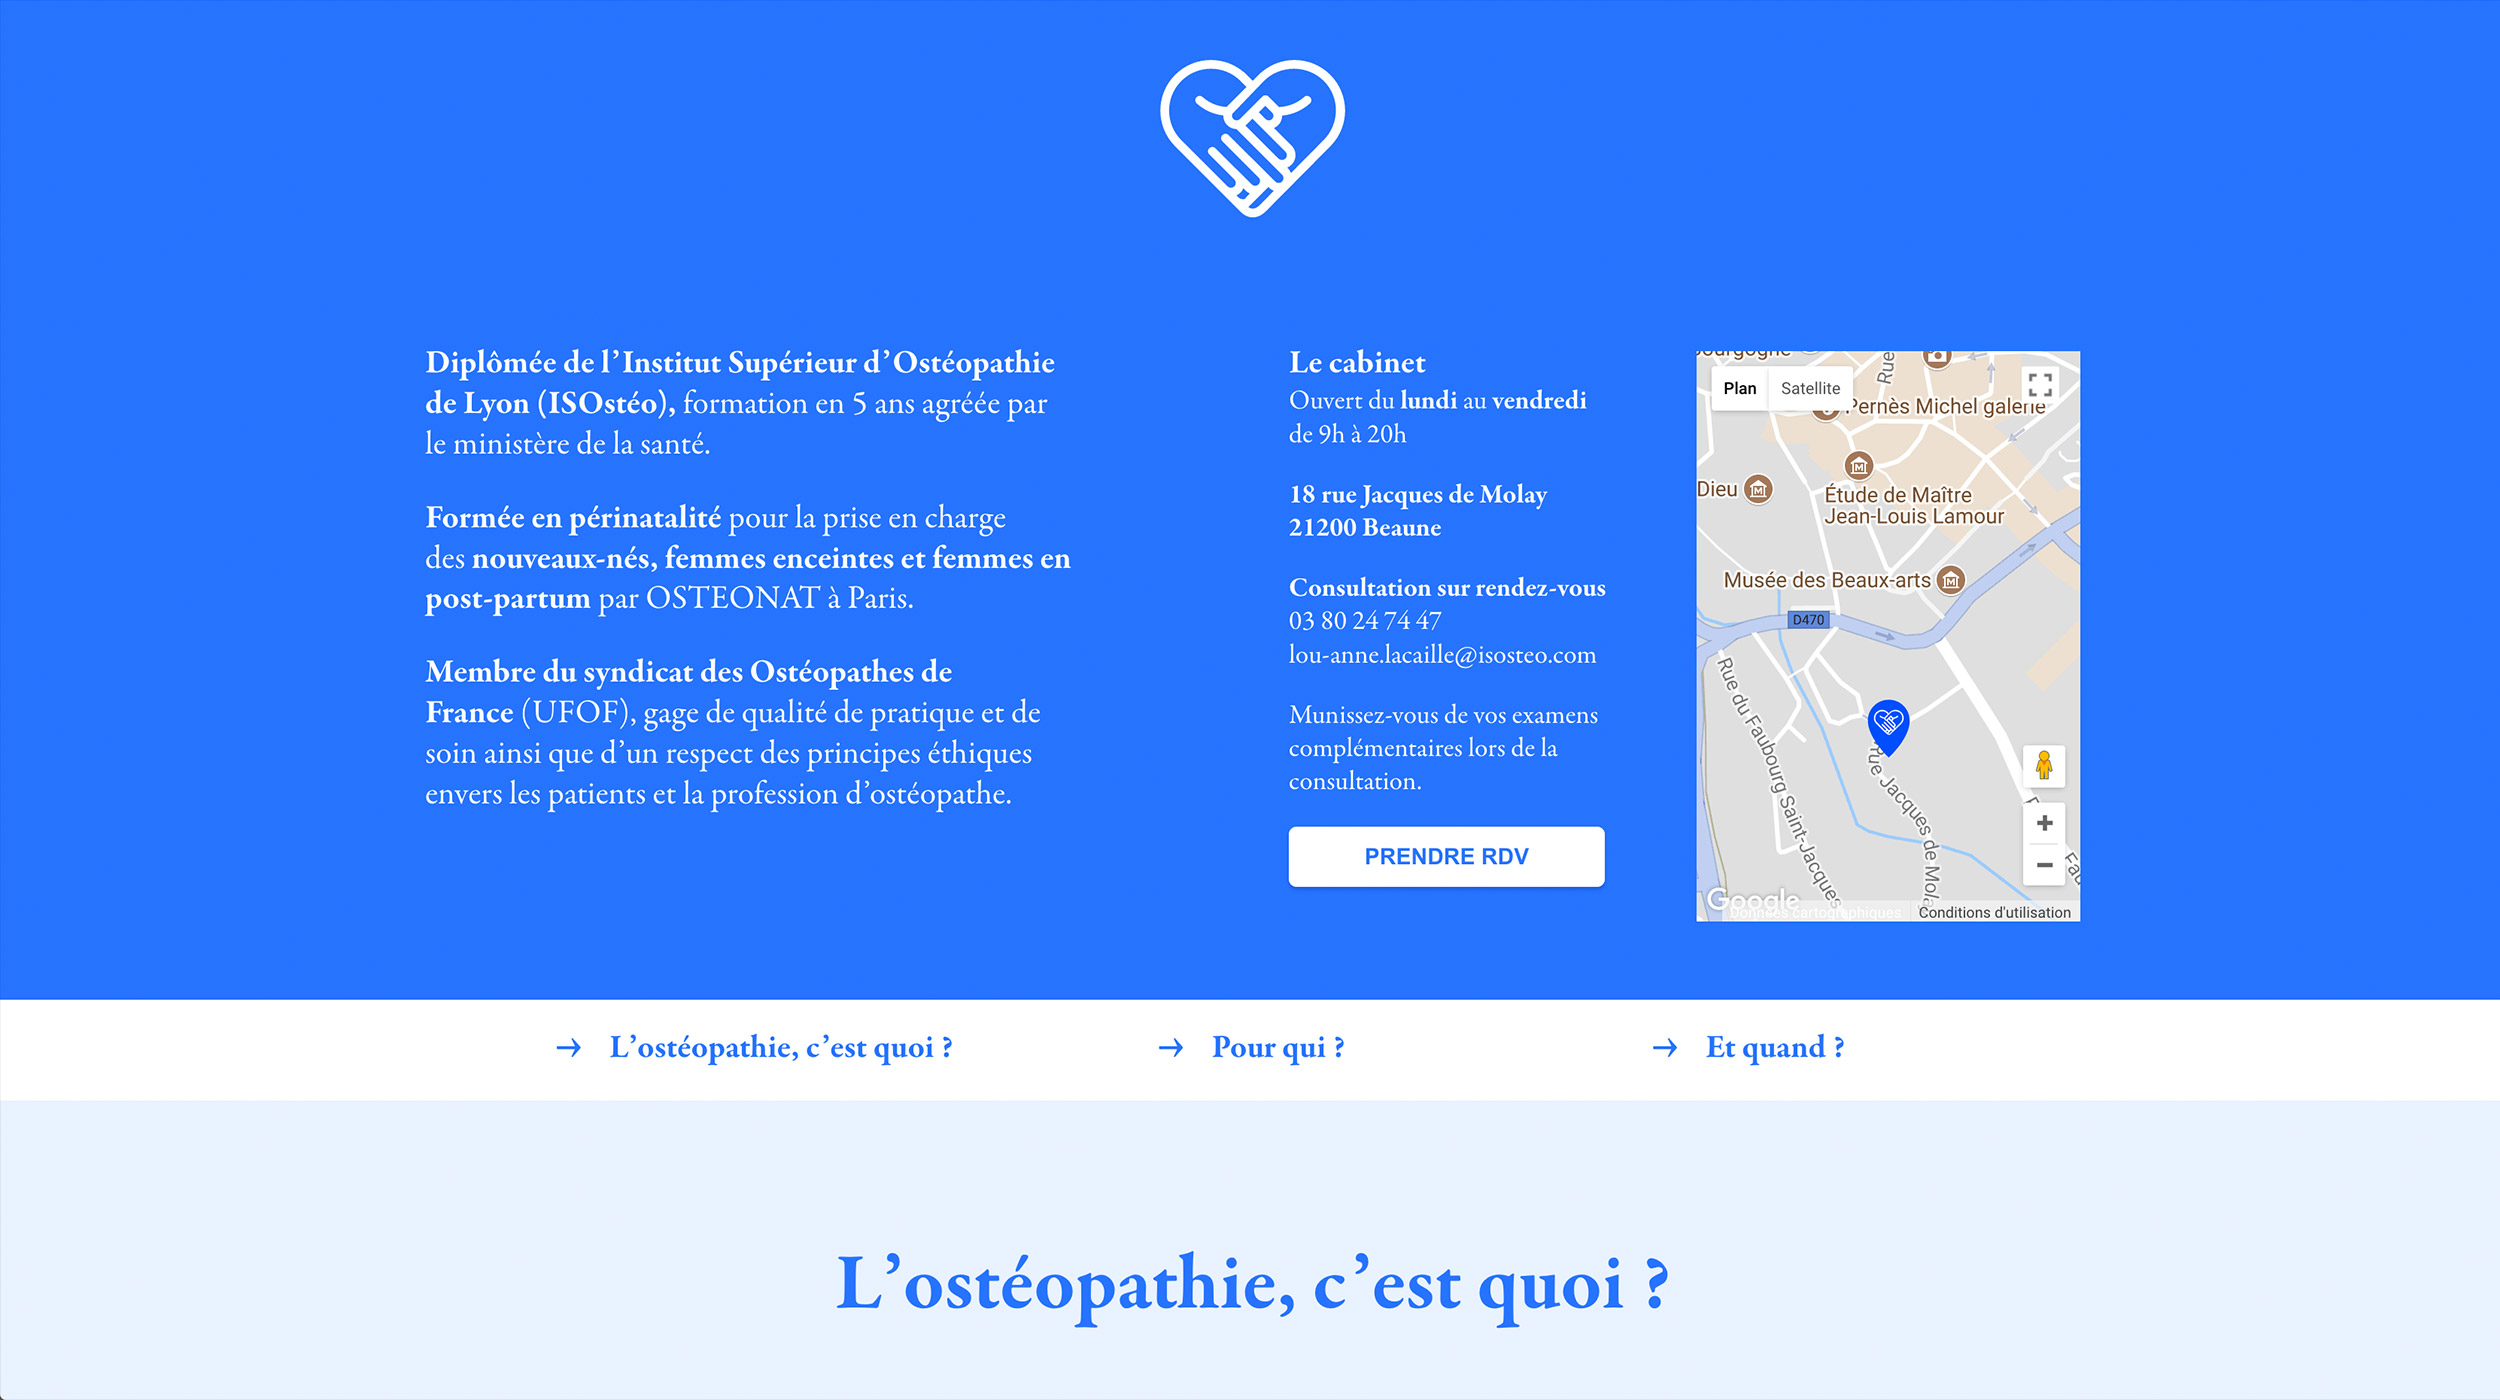 Diplômée de l’Institut Supérieur d’Ostéopathie
de Lyon (ISOstéo), formation en 5 ans agréée par
le ministère de la santé.
Formée en périnatalité pour la prise en charge
des nouveaux-nés, femmes enceintes et femmes en
post-partum par OSTEONAT à Paris.
Membre du syndicat des Ostéopathes de
France (UFOF), gage de qualité de pratique et de
soin ainsi que d’un respect des principes éthiques
envers les patients et la profession d’ostéopathe.
Le cabinet
Ouvert du lundi au vendredi
de 9h à 20h
18 rue Jacques de Molay
21200 Beaune
Consultation sur rendez-vous
03 80 24 74 47
lou-anne.lacaille@isosteo.com
Munissez-vous de vos examens
complémentaires lors de la
consultation.
PRENDRE RDV
Rue
Plan
Satellite
Pernès Michel galerie
Dieu
Étude de Maître
Jean-Louis Lamour
Musée des Beaux-arts
D470
Rue du Faubourg Saint-Jacques
Rue Jacques de Mola
Google
Données cartographiques
Conditions d'utilisation
→ L’ostéopathie, c’est quoi ?
→ Pour qui ?
→ Et quand ?
L’ostéopathie, c’est quoi ?